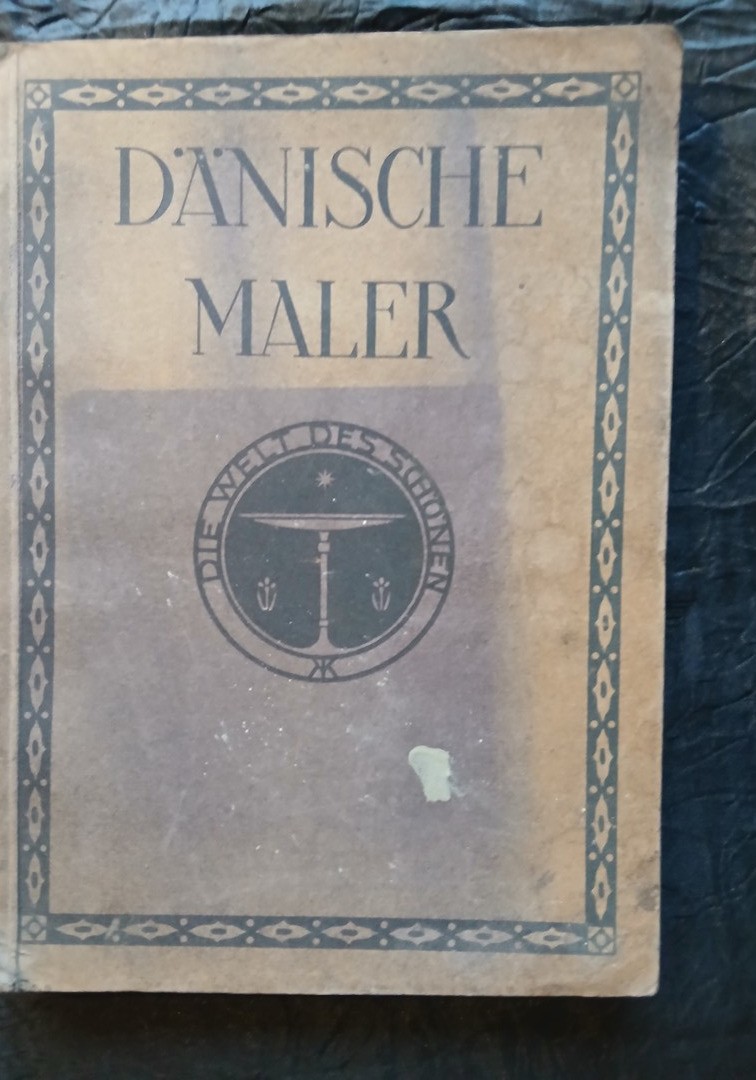 DÄNISCHE
MALER
DIE WELT DES SCHÖNEN